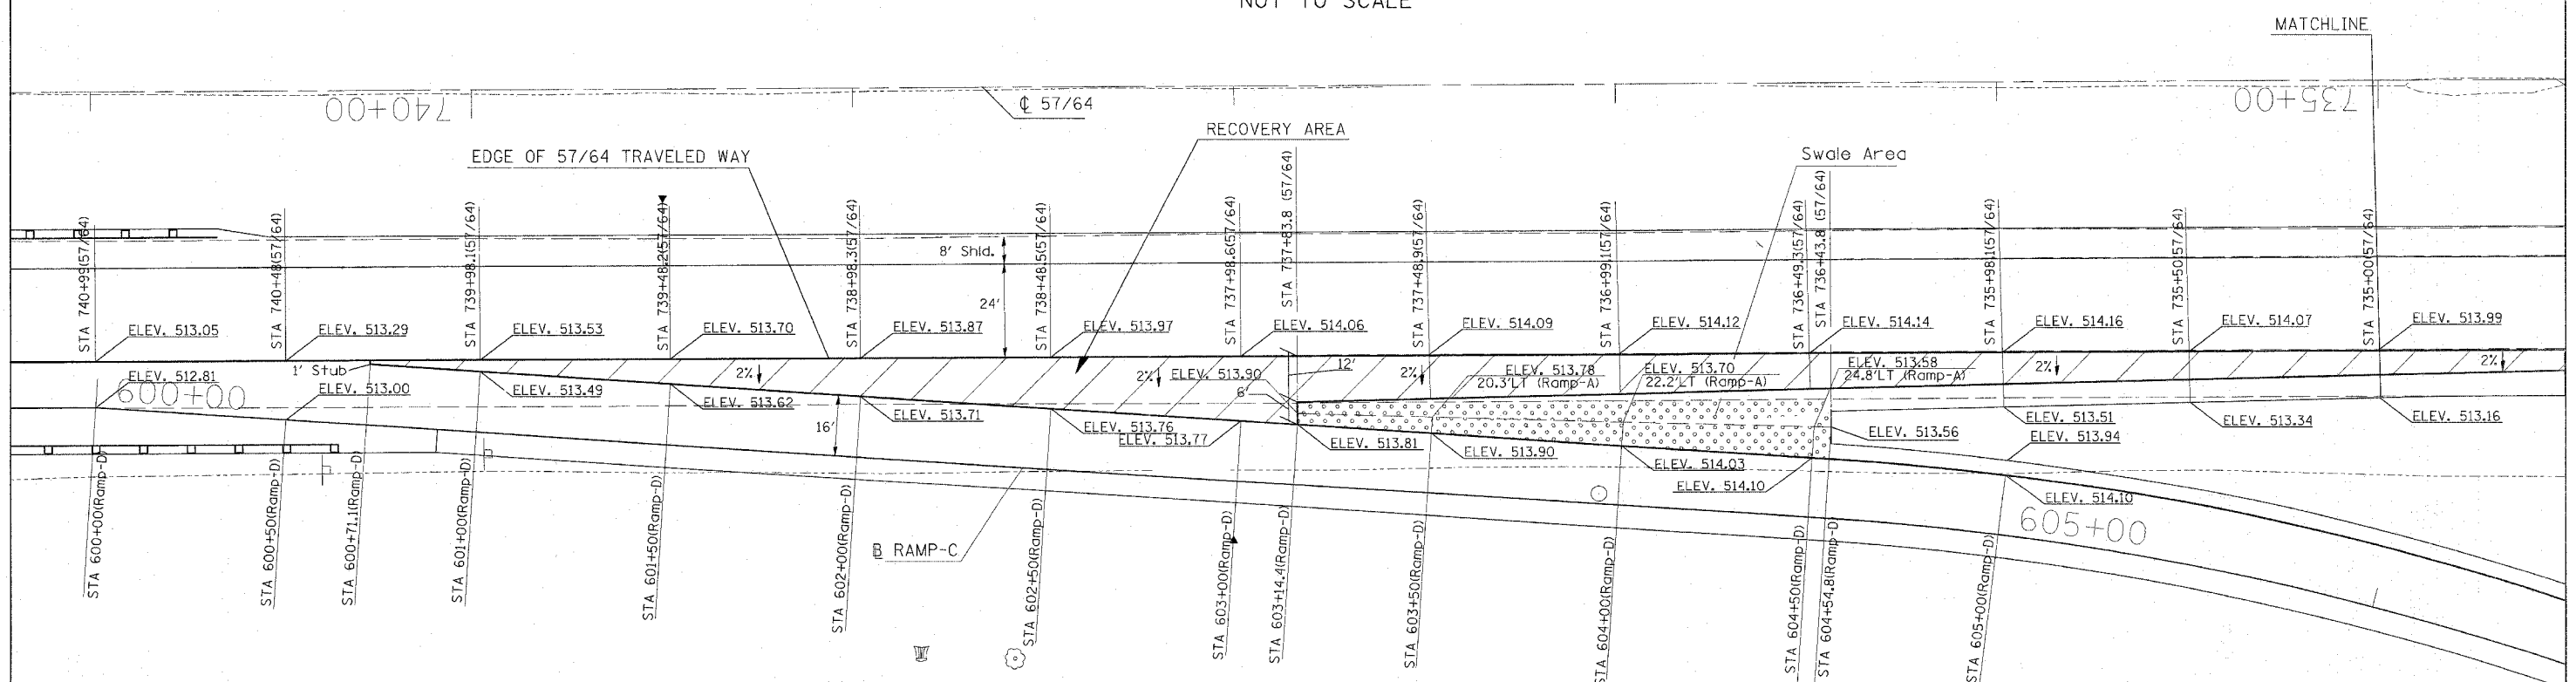 NOT TO SCALE
MATCHLINE
740+00
℄ 57/64
735+00
RECOVERY AREA
EDGE OF 57/64 TRAVELED WAY
Swale Area
STA 740+99(57/64)
STA 740+48(57/64)
STA 739+98.1(57/64)
STA 739+48.2(57/64)
STA 738+98.3(57/64)
STA 738+48.5(57/64)
STA 737+98.6(57/64)
STA 737+83.8 (57/64)
STA 737+48.9(57/64)
STA 736+99.1(57/64)
STA 736+49.3(57/64)
STA 736+43.8 (57/64)
STA 735+98.1(57/64)
STA 735+50(57/64)
STA 735+00(57/64)
8' Shld.
24'
ELEV. 513.05
ELEV. 513.29
ELEV. 513.53
ELEV. 513.70
ELEV. 513.87
ELEV. 513.97
ELEV. 514.06
ELEV. 514.09
ELEV. 514.12
ELEV. 514.14
ELEV. 514.16
ELEV. 514.07
ELEV. 513.99
1' Stub
2%
2%
12'
2%
2%
2%
ELEV. 513.90
6'
ELEV. 513.78
20.3'LT (Ramp-A)
ELEV. 513.70
22.2'LT (Ramp-A)
ELEV. 513.58
24.8'LT (Ramp-A)
ELEV. 512.81
600+00
ELEV. 513.00
ELEV. 513.49
ELEV. 513.62
ELEV. 513.71
16'
ELEV. 513.76
ELEV. 513.77
ELEV. 513.81
ELEV. 513.90
ELEV. 514.03
ELEV. 514.10
ELEV. 513.56
ELEV. 513.94
ELEV. 513.51
ELEV. 513.34
ELEV. 513.16
ELEV. 514.10
605+00
B RAMP-C
STA 600+00(Ramp-D)
STA 600+50(Ramp-D)
STA 600+71.1(Ramp-D)
STA 601+00(Ramp-D)
STA 601+50(Ramp-D)
STA 602+00(Ramp-D)
STA 602+50(Ramp-D)
STA 603+00(Ramp-D)
STA 603+14.4(Ramp-D)
STA 603+50(Ramp-D)
STA 604+00(Ramp-D)
STA 604+50(Ramp-D)
STA 604+54.8(Ramp-D)
STA 605+00(Ramp-D)